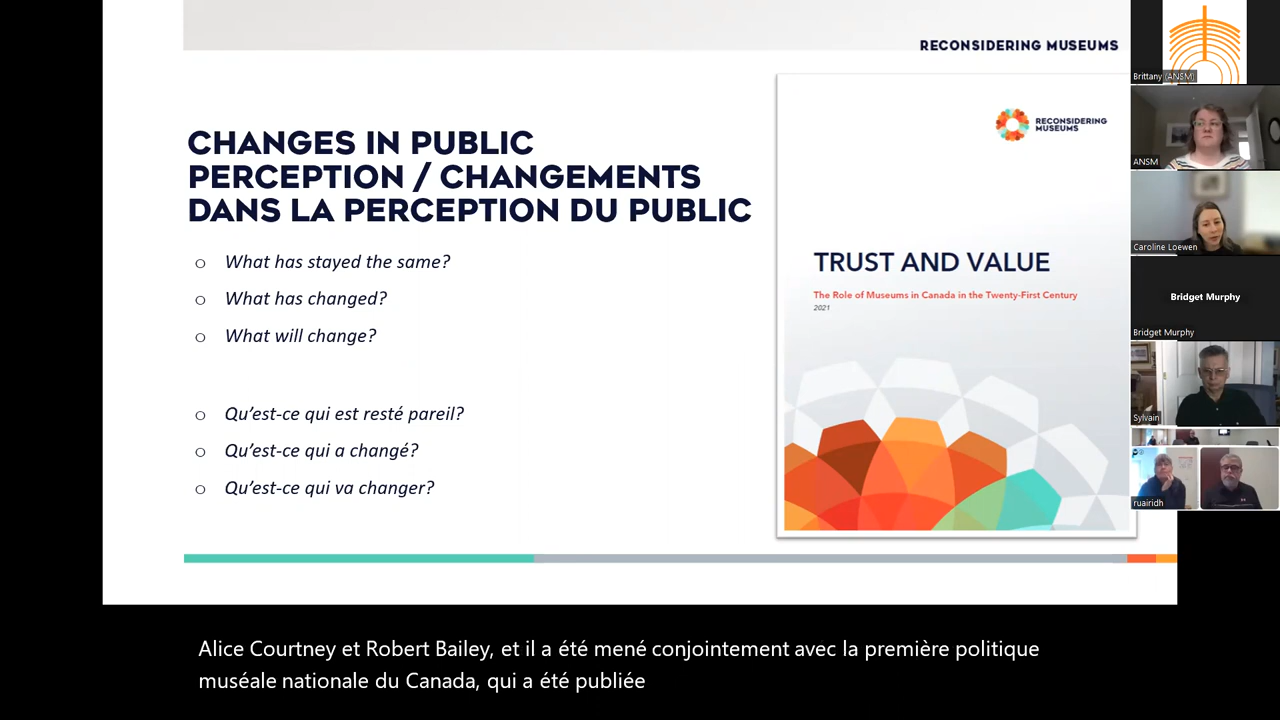 RECONSIDERING MUSEUMS
CHANGES IN PUBLIC
PERCEPTION / CHANGEMENTS
DANS LA PERCEPTION DU PUBLIC
o What has stayed the same?
o What has changed?
o What will change?
o Qu’est-ce qui est resté pareil?
o Qu’est-ce qui a changé?
o Qu’est-ce qui va changer?
RECONSIDERING
MUSEUMS
TRUST AND VALUE
The Role of Museums in Canada in the Twenty-First Century
2021
Brittany (ANSM)
ANSM
Caroline Loewen
Bridget Murphy
Bridget Murphy
Sylvain
ruairidh
Alice Courtney et Robert Bailey, et il a été mené conjointement avec la première politique
muséale nationale du Canada, qui a été publiée